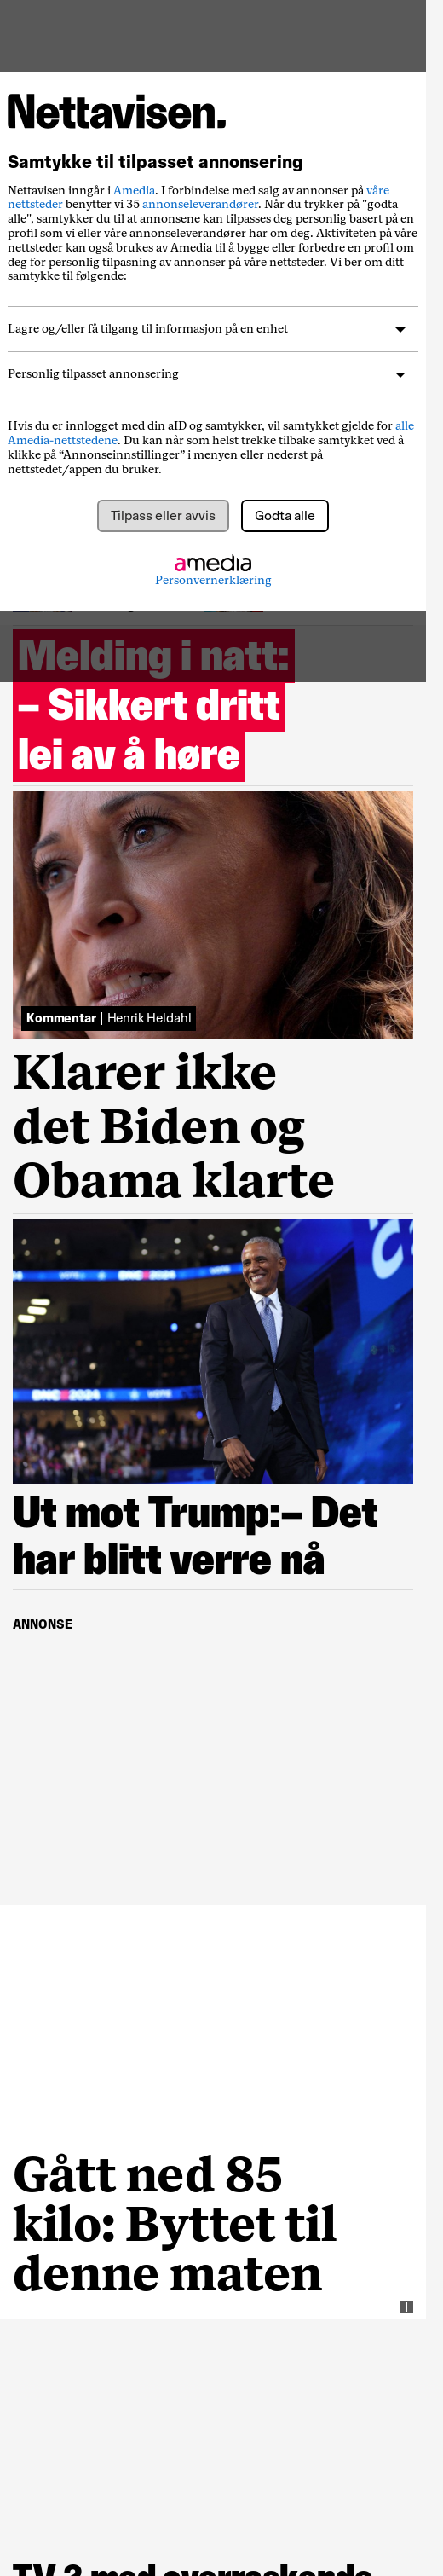 Nettavisen.
Samtykke til tilpasset annonsering
Nettavisen inngår i Amedia. I forbindelse med salg av annonser på våre
nettsteder benytter vi 35 annonseleverandører. Når du trykker på "godta
alle", samtykker du til at annonsene kan tilpasses deg personlig basert på en
profil som vi eller våre annonseleverandører har om deg. Aktiviteten på våre
nettsteder kan også brukes av Amedia til å bygge eller forbedre en profil om
deg for personlig tilpasning av annonser på våre nettsteder. Vi ber om ditt
samtykke til følgende:
Lagre og/eller få tilgang til informasjon på en enhet
Personlig tilpasset annonsering
Hvis du er innlogget med din aID og samtykker, vil samtykket gjelde for alle
Amedia-nettstedene. Du kan når som helst trekke tilbake samtykket ved å
klikke på “Annonseinnstillinger” i menyen eller nederst på
nettstedet/appen du bruker.
Tilpass eller avvis
Godta alle
amedia
Personvernerklæring
Melding i natt:
– Sikkert dritt
lei av å høre
Kommentar | Henrik Heldahl
Klarer ikke
det Biden og
Obama klarte
VOTE
DNC 2024
VOTE
DNC 2024
VOTE
Ut mot Trump:– Det
har blitt verre nå
ANNONSE
Gått ned 85
kilo: Byttet til
denne maten
TV 2 med overraskende